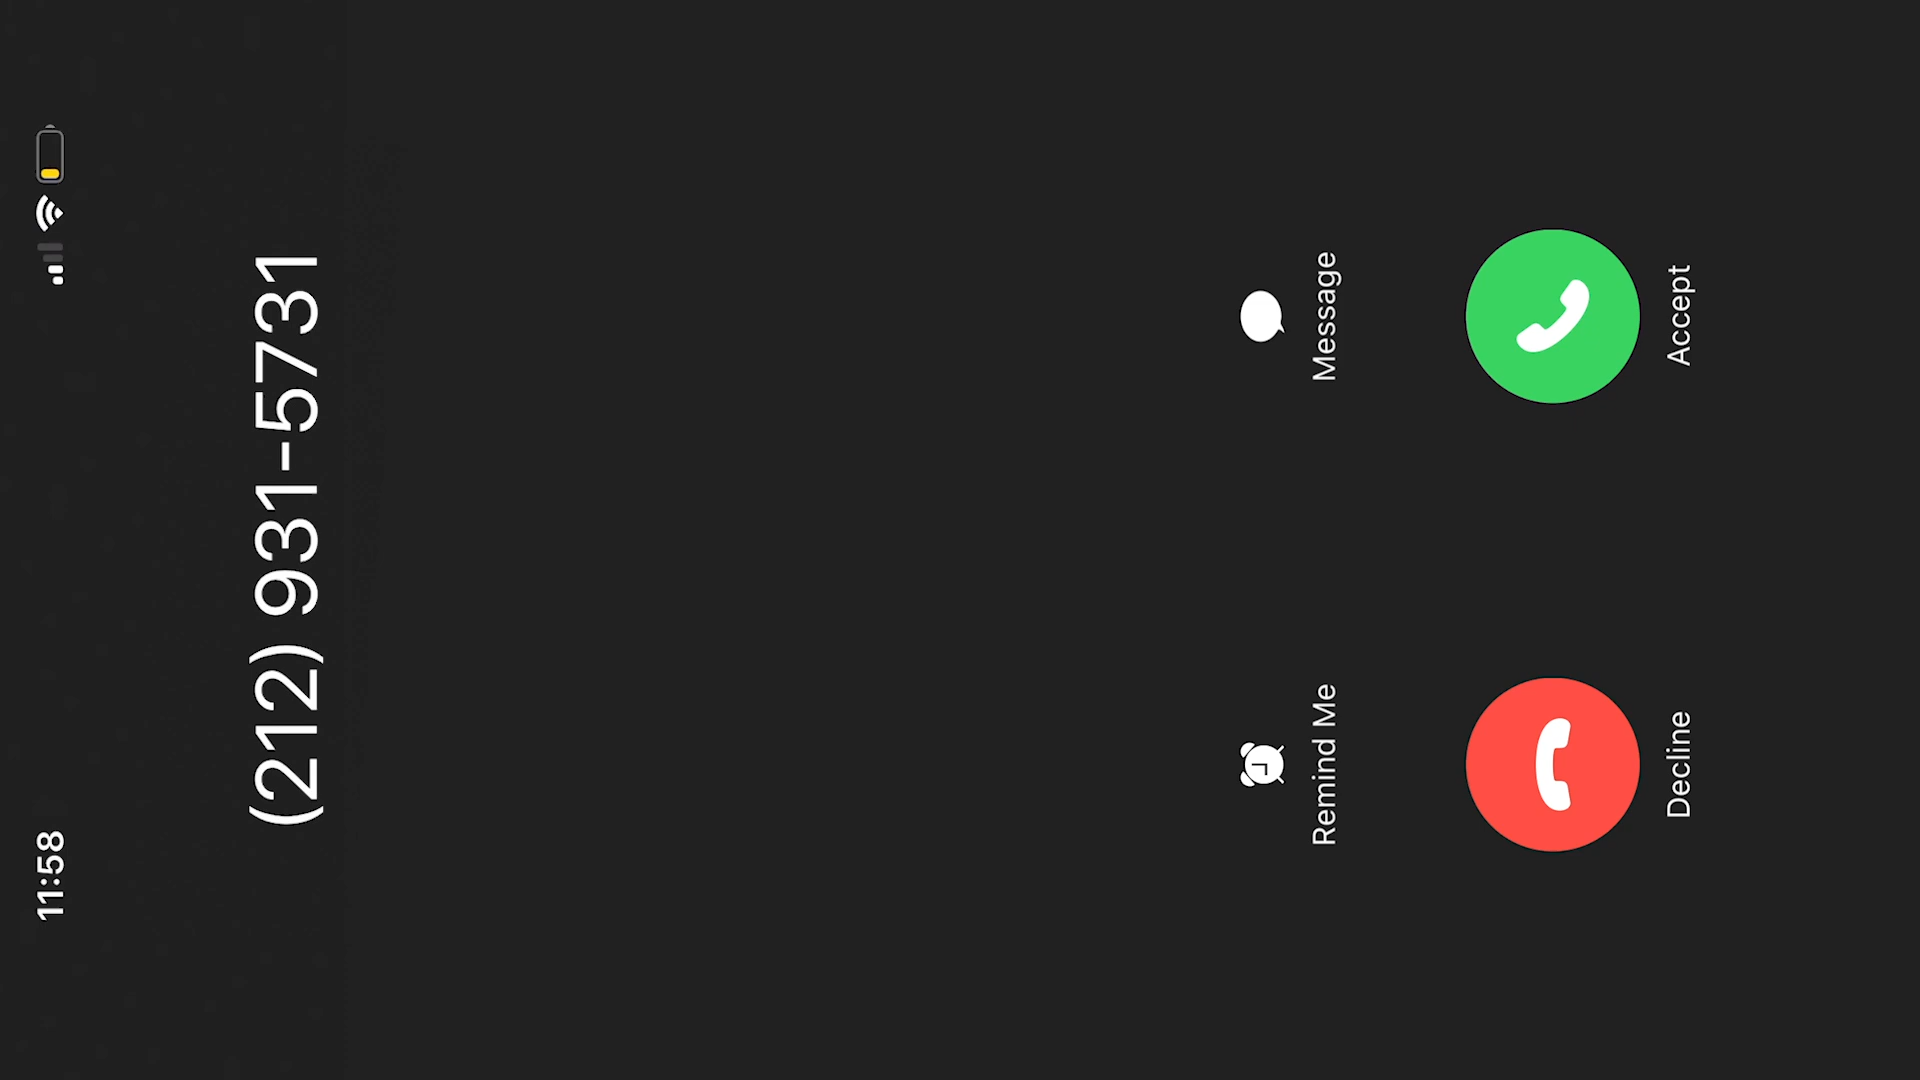 11:58
(212) 931-5731
Remind Me
Message
Decline
Accept